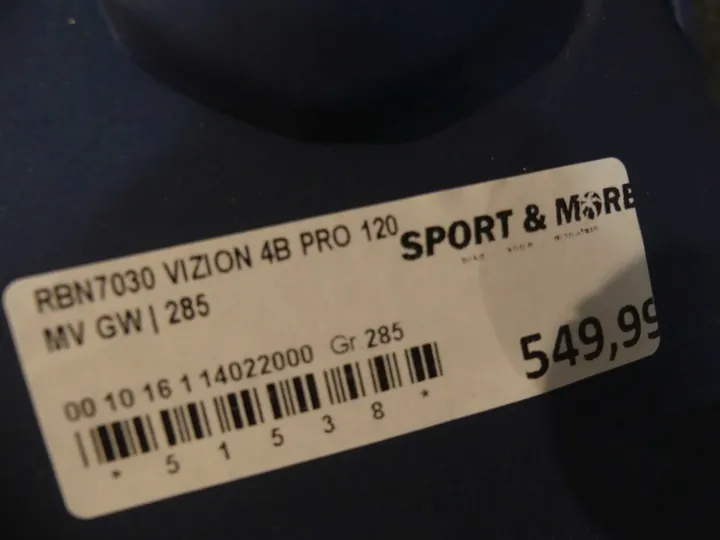 RBN7030 VIZION 4B PRO 120
MV GW | 285
SPORT & MORE
00 10 16 1 14022000 Gr 285
549,99
* 5 1 5 3 8 *